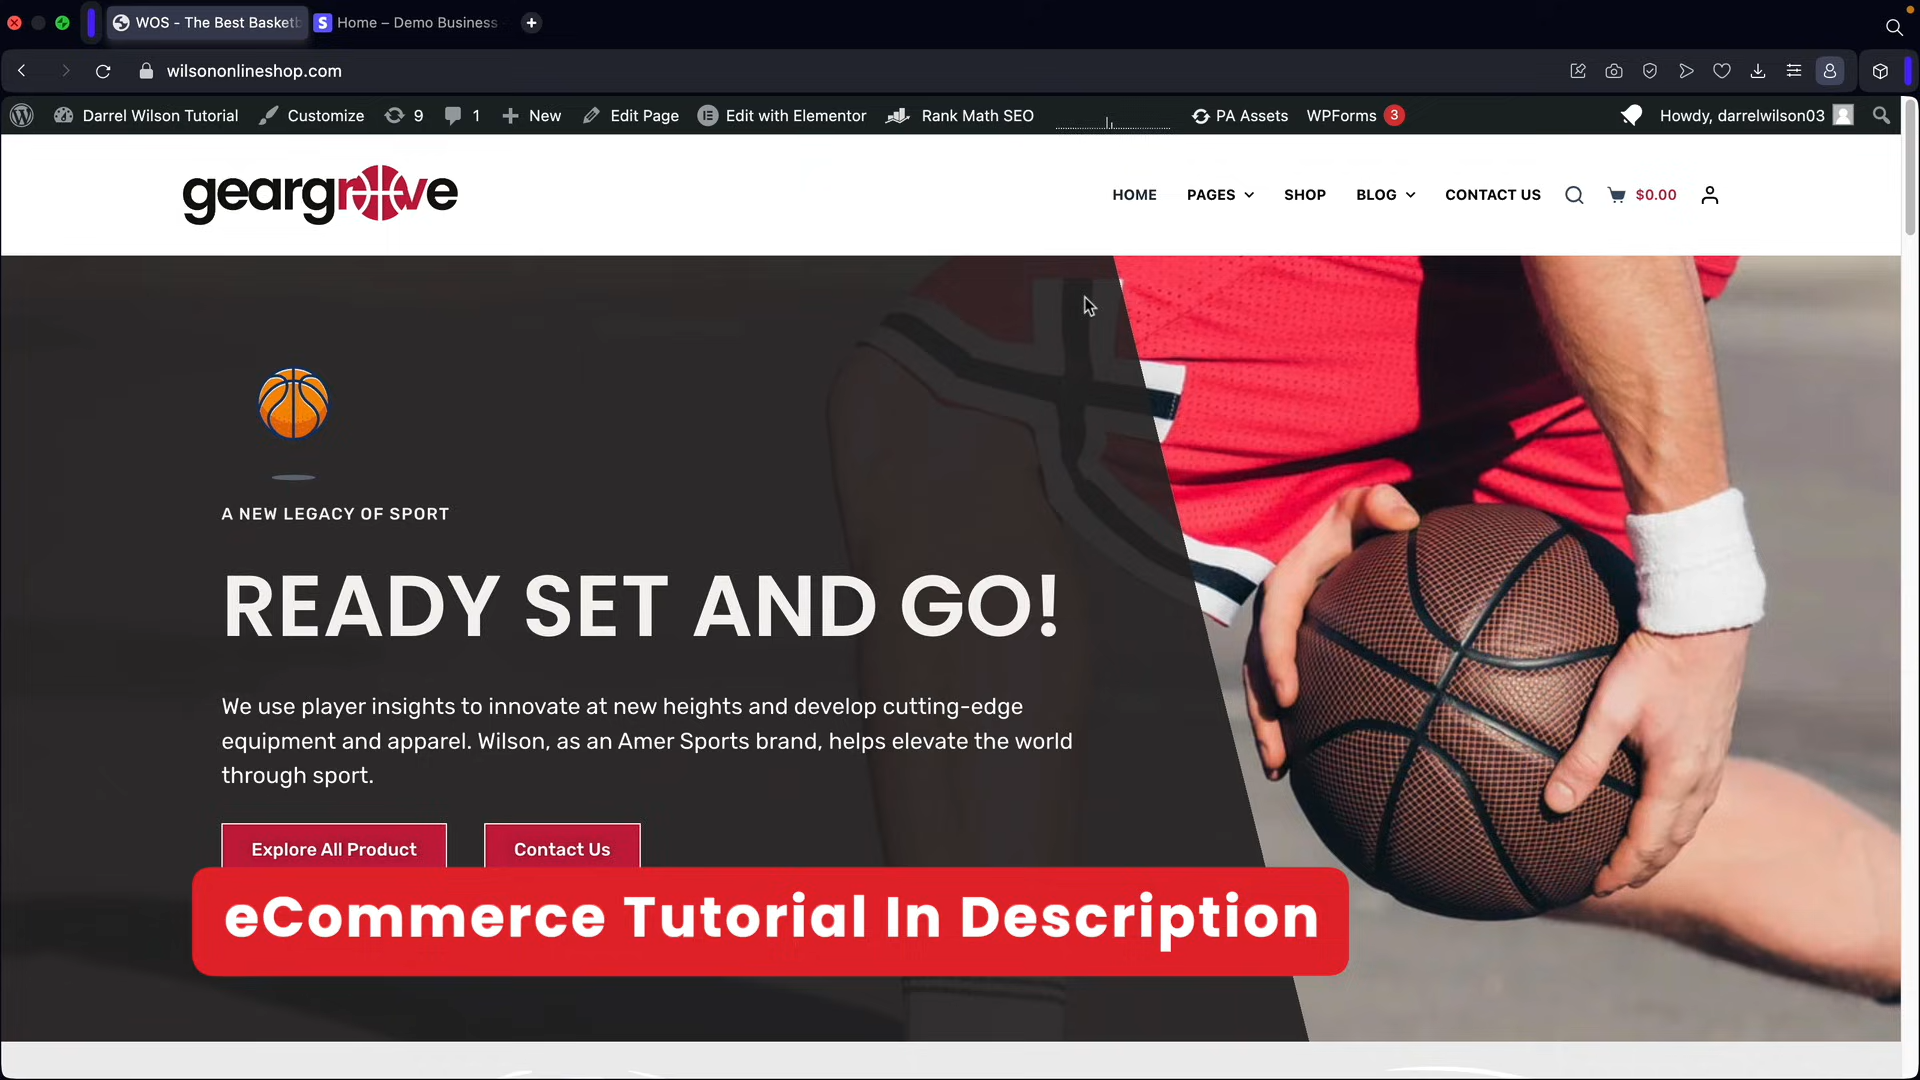 WOS - The Best Basketb
Home – Demo Business
wilsononlineshop.com
Darrel Wilson Tutorial Customize 9 1 New Edit Page Edit with Elementor Rank Math SEO PA Assets WPForms 3 Howdy, darrelwilson03
geargroove
HOME PAGES SHOP BLOG CONTACT US $0.00
A NEW LEGACY OF SPORT
READY SET AND GO!
We use player insights to innovate at new heights and develop cutting-edge
equipment and apparel. Wilson, as an Amer Sports brand, helps elevate the world
through sport.
Explore All Product Contact Us
eCommerce Tutorial In Description